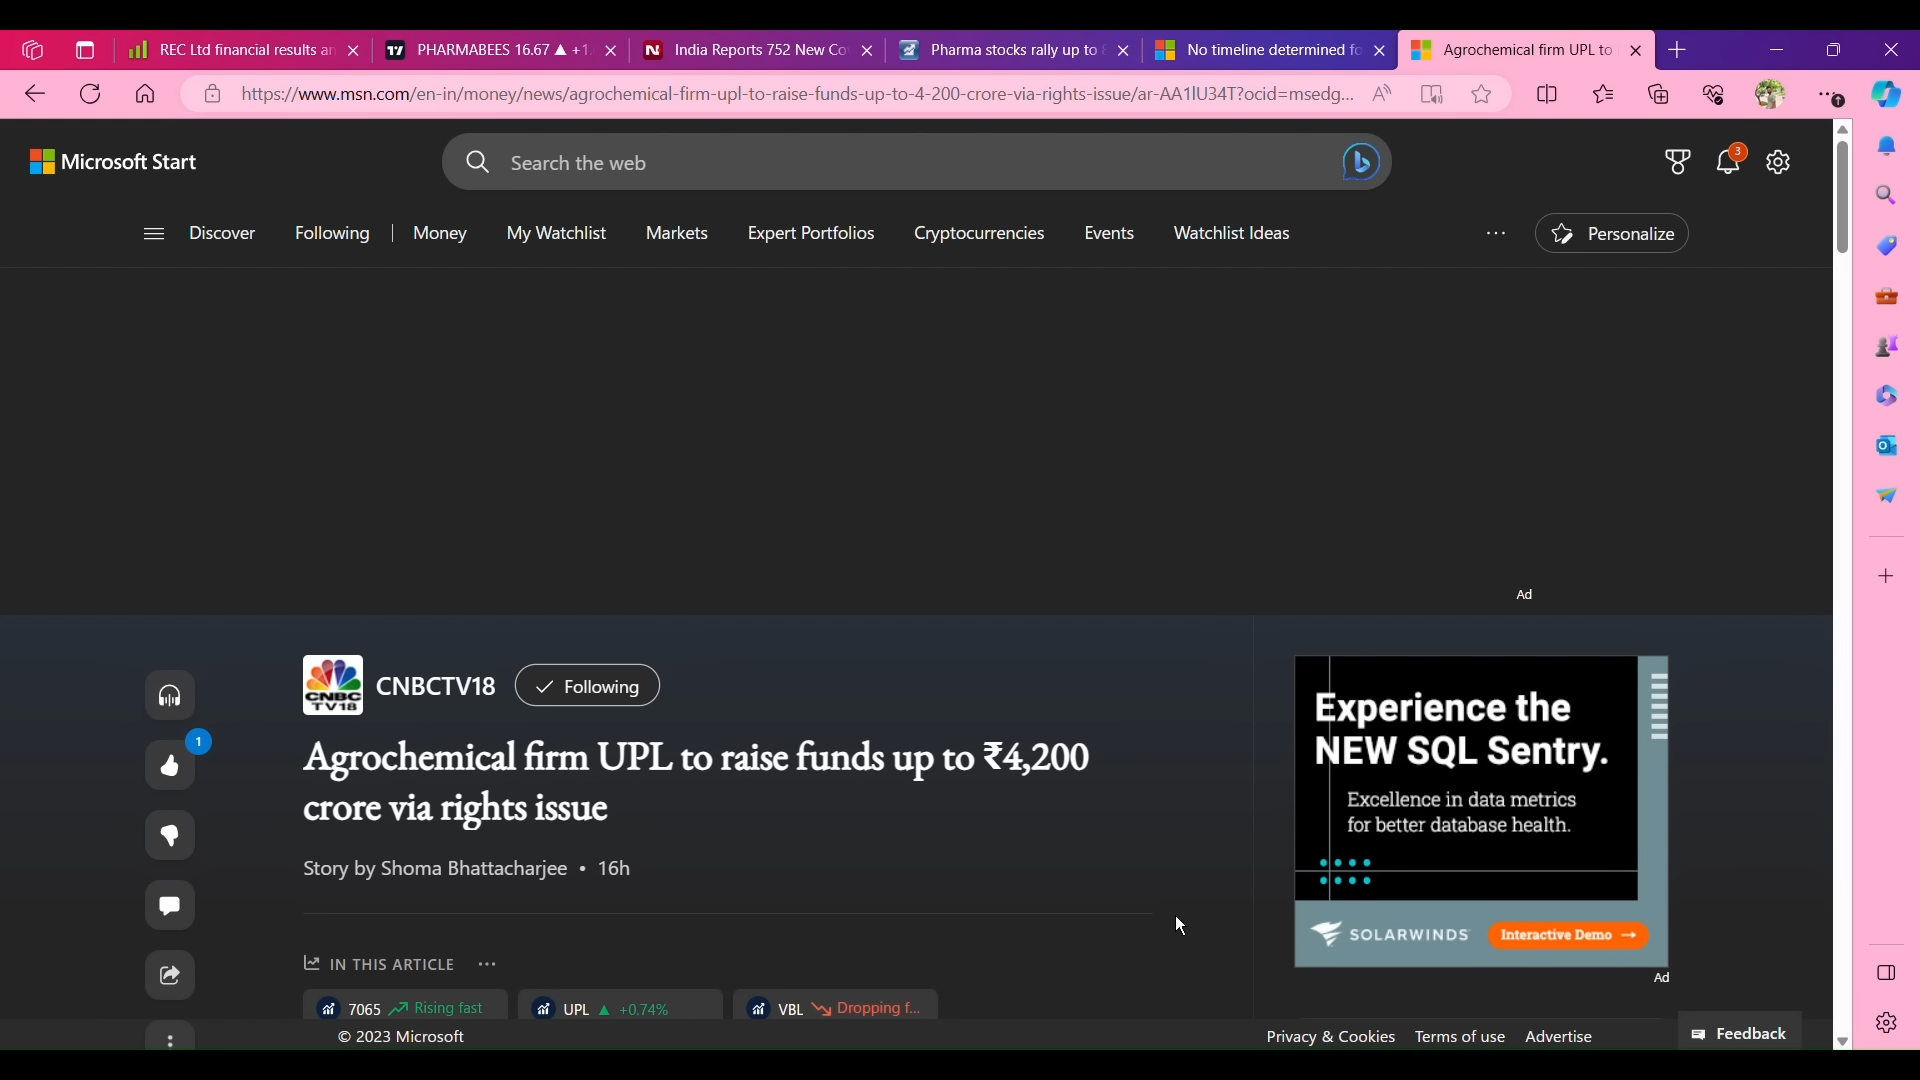 REC Ltd financial results an
PHARMABEES 16.67 ▲ +1.
India Reports 752 New Co
Pharma stocks rally up to 8
No timeline determined fo
Agrochemical firm UPL to
https://www.msn.com/en-in/money/news/agrochemical-firm-upl-to-raise-funds-up-to-4-200-crore-via-rights-issue/ar-AA1lU34T?ocid=msedg...
Microsoft Start
Search the web
3
Discover
Following
Money
My Watchlist
Markets
Expert Portfolios
Cryptocurrencies
Events
Watchlist Ideas
Personalize
Ad
CNBC
TV18
CNBCTV18
Following
1
Agrochemical firm UPL to raise funds up to ₹4,200
crore via rights issue
Story by Shoma Bhattacharjee • 16h
IN THIS ARTICLE
7065 Rising fast
UPL ▲ +0.74%
VBL Dropping f...
Experience the
NEW SQL Sentry.
Excellence in data metrics
for better database health.
SOLARWINDS
Interactive Demo →
Ad
© 2023 Microsoft
Privacy & Cookies
Terms of use
Advertise
Feedback